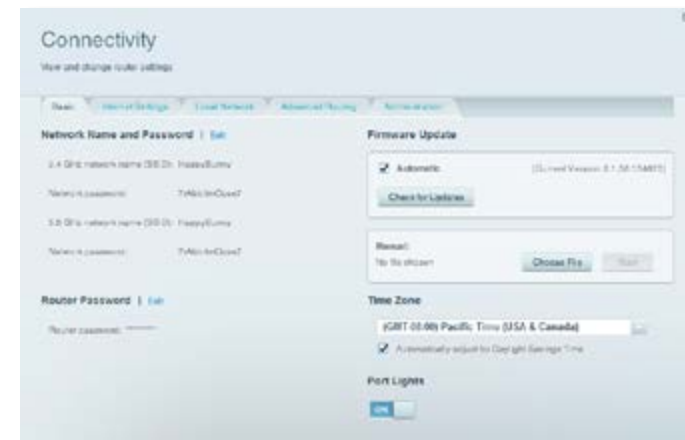 Connectivity
View and change router settings
Basic Internet Settings Local Network Advanced Routing Administration
Network Name and Password | Edit
2.4 GHz network name (SSID): HappyBunny
Network password:
5.0 GHz network name (SSID): HappyBunny
Network password:
Router Password | Edit
Router password: ********
Firmware Update
Automatic
Check for Updates
Manual:
No file chosen
Choose File Start
Time Zone
(GMT-08:00) Pacific Time (USA & Canada)
Automatically adjust for Daylight Savings Time
Port Lights
ON